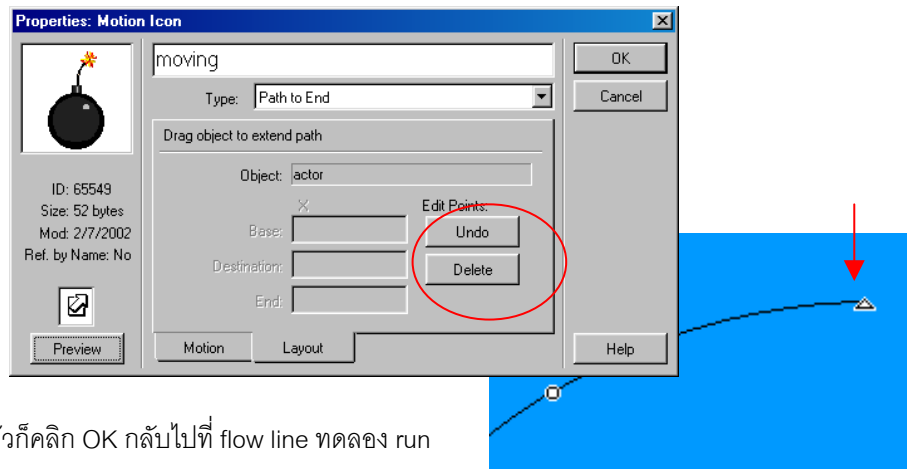 Properties: Motion Icon
moving
OK
Type: Path to End
Cancel
Drag object to extend path
Object: actor
ID: 65549
Size: 52 bytes
Mod: 2/7/2002
Ref. by Name: No
X
Edit Points:
Base:
Undo
Destination:
Delete
End:
Preview
Motion
Layout
Help
ก็คลิก OK กลับไปที่ flow line ทดลอง run